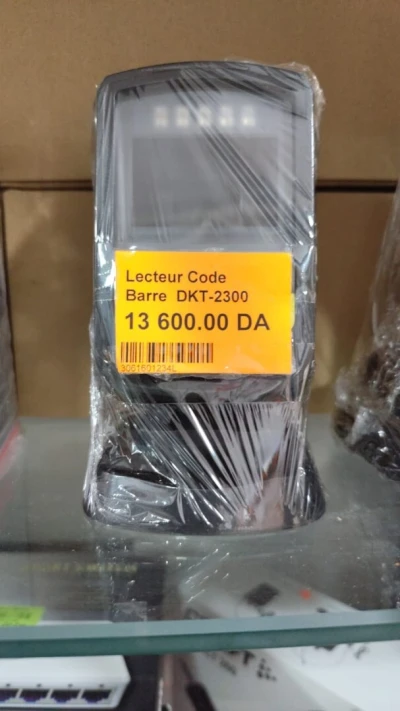 Lecteur Code
Barre DKT-2300
13 600.00 DA